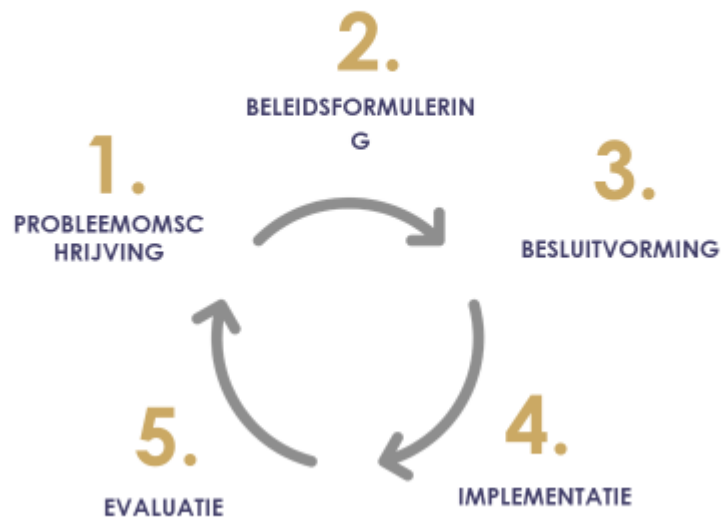 1.
PROBLEEMOMSC
HRIJVING
2.
BELEIDSFORMULERIN
G
3.
BESLUITVORMING
4.
IMPLEMENTATIE
5.
EVALUATIE